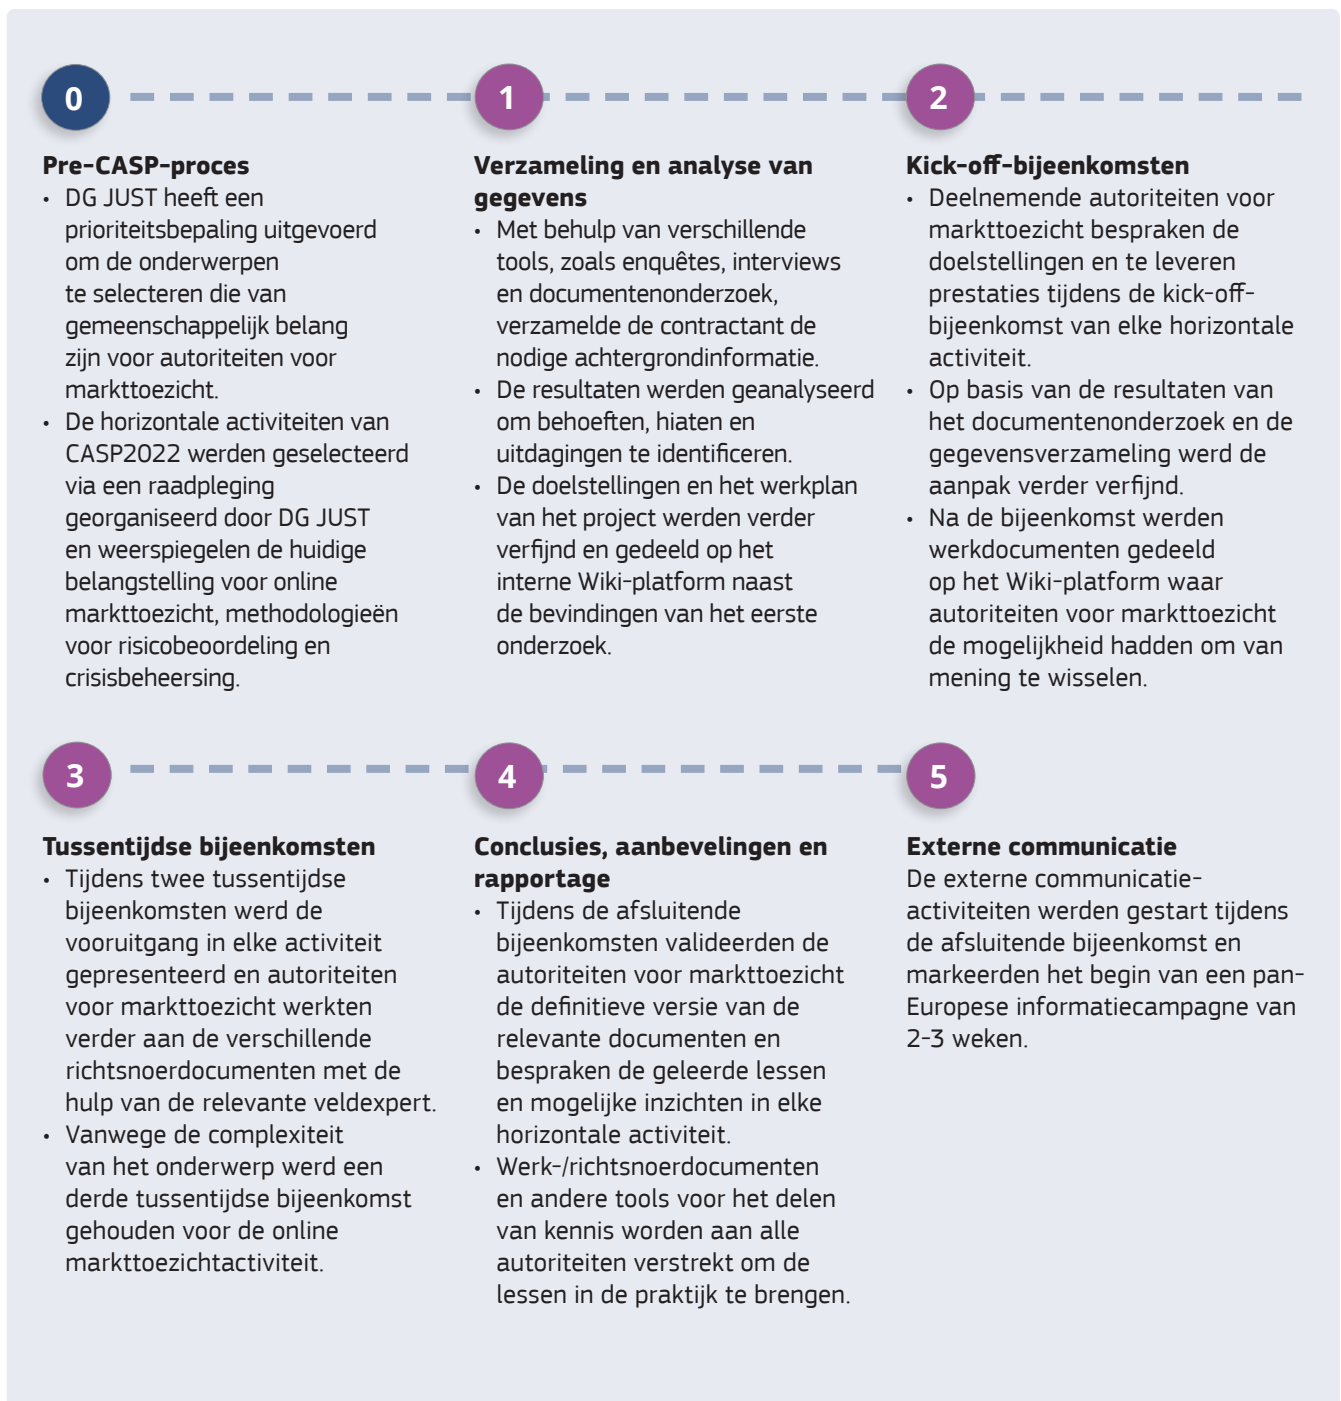 0
Pre-CASP-proces
• DG JUST heeft een
prioriteitsbepaling uitgevoerd
om de onderwerpen
te selecteren die van
gemeenschappelijk belang
zijn voor autoriteiten voor
markttoezicht.
• De horizontale activiteiten van
CASP2022 werden geselecteerd
via een raadpleging
georganiseerd door DG JUST
en weerspiegelen de huidige
belangstelling voor online
markttoezicht, methodologieën
voor risicobeoordeling en
crisisbeheersing.
1
Verzameling en analyse van
gegevens
• Met behulp van verschillende
tools, zoals enquêtes, interviews
en documentenonderzoek,
verzamelde de contractant de
nodige achtergrondinformatie.
• De resultaten werden geanalyseerd
om behoeften, hiaten en
uitdagingen te identificeren.
• De doelstellingen en het werkplan
van het project werden verder
verfijnd en gedeeld op het
interne Wiki-platform naast
de bevindingen van het eerste
onderzoek.
2
Kick-off-bijeenkomsten
• Deelnemende autoriteiten voor
markttoezicht bespraken de
doelstellingen en te leveren
prestaties tijdens de kick-off-
bijeenkomst van elke horizontale
activiteit.
• Op basis van de resultaten van
het documentenonderzoek en de
gegevensverzameling werd de
aanpak verder verfijnd.
• Na de bijeenkomst werden
werkdocumenten gedeeld
op het Wiki-platform waar
autoriteiten voor markttoezicht
de mogelijkheid hadden om van
mening te wisselen.
3
Tussentijdse bijeenkomsten
• Tijdens twee tussentijdse
bijeenkomsten werd de
vooruitgang in elke activiteit
gepresenteerd en autoriteiten
voor markttoezicht werkten
verder aan de verschillende
richtsnoerdocumenten met de
hulp van de relevante veldexpert.
• Vanwege de complexiteit
van het onderwerp werd een
derde tussentijdse bijeenkomst
gehouden voor de online
markttoezichtactiviteit.
4
Conclusies, aanbevelingen en
rapportage
• Tijdens de afsluitende
bijeenkomsten valideerden de
autoriteiten voor markttoezicht
de definitieve versie van de
relevante documenten en
bespraken de geleerde lessen
en mogelijke inzichten in elke
horizontale activiteit.
• Werk-/richtsnoerdocumenten
en andere tools voor het delen
van kennis worden aan alle
autoriteiten verstrekt om de
lessen in de praktijk te brengen.
5
Externe communicatie
De externe communicatie-
activiteiten werden gestart tijdens
de afsluitende bijeenkomst en
markeerden het begin van een pan-
Europese informatiecampagne van
2-3 weken.